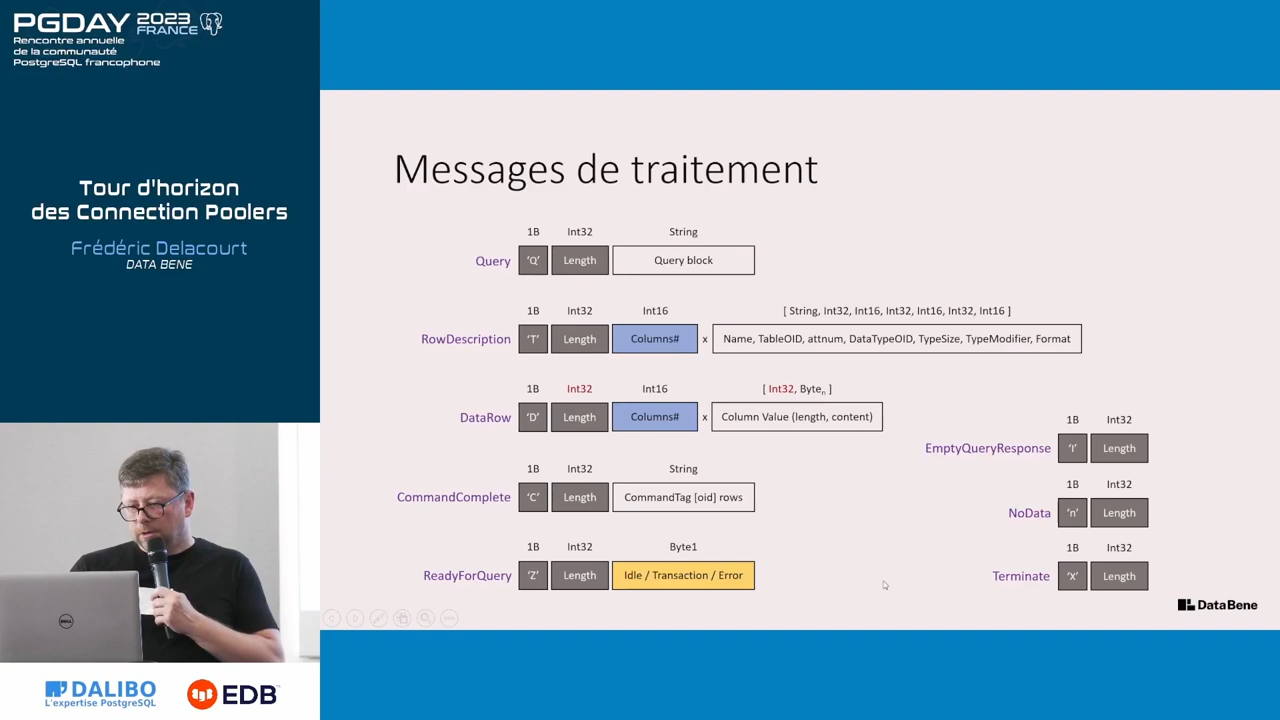 PGDAY 2023 FRANCE
Rencontre annuelle
de la communauté
PostgreSQL francophone
Tour d'horizon
des Connection Poolers
Frédéric Delacourt
DATA BENE
Messages de traitement
1B Int32 String
Query 'Q' Length Query block
1B Int32 Int16 [ String, Int32, Int16, Int32, Int16, Int32, Int16 ]
RowDescription 'T' Length Columns# x Name, TableOID, attnum, DataTypeOID, TypeSize, TypeModifier, Format
1B Int32 Int16 [ Int32, Byten ]
DataRow 'D' Length Columns# x Column Value (length, content)
1B Int32
EmptyQueryResponse 'I' Length
1B Int32 String
CommandComplete 'C' Length CommandTag [oid] rows
1B Int32
NoData 'n' Length
1B Int32 Byte1
ReadyForQuery 'Z' Length Idle / Transaction / Error
1B Int32
Terminate 'X' Length
Data Bene
DELL
DALIBO
L'expertise PostgreSQL
EDB